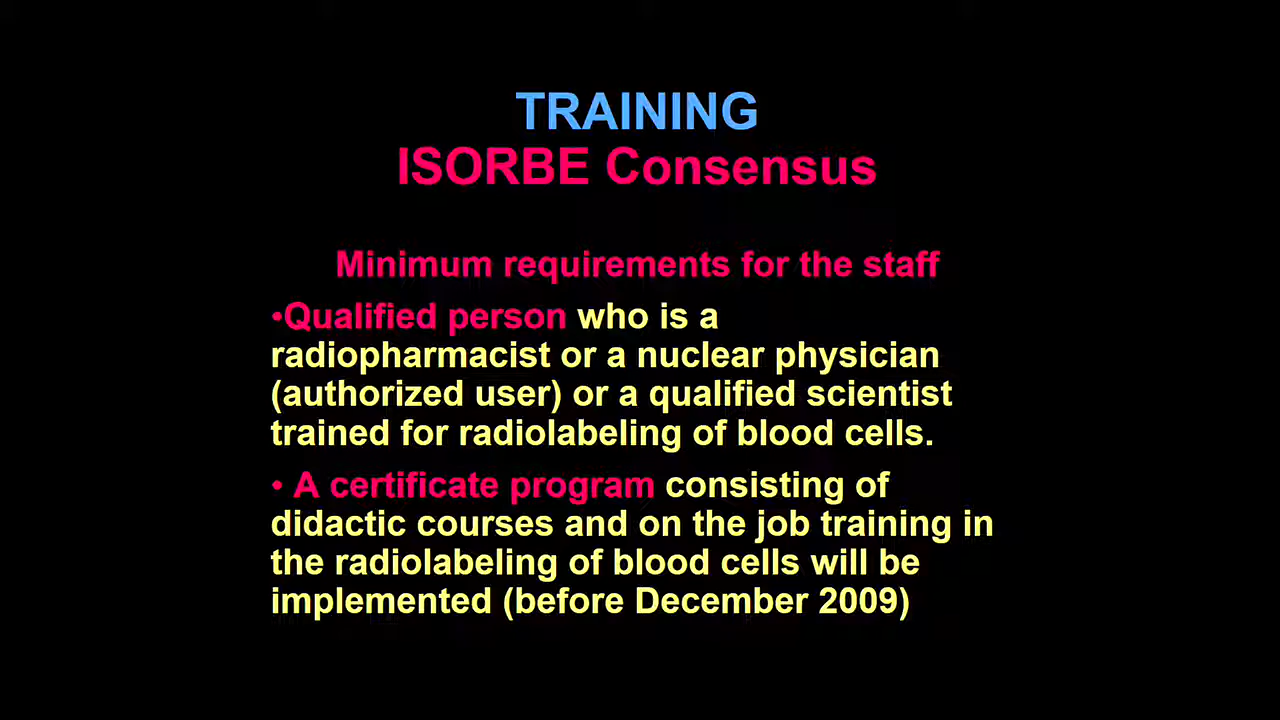 TRAINING
ISORBE Consensus
Minimum requirements for the staff
•Qualified person who is a
radiopharmacist or a nuclear physician
(authorized user) or a qualified scientist
trained for radiolabeling of blood cells.
• A certificate program consisting of
didactic courses and on the job training in
the radiolabeling of blood cells will be
implemented (before December 2009)